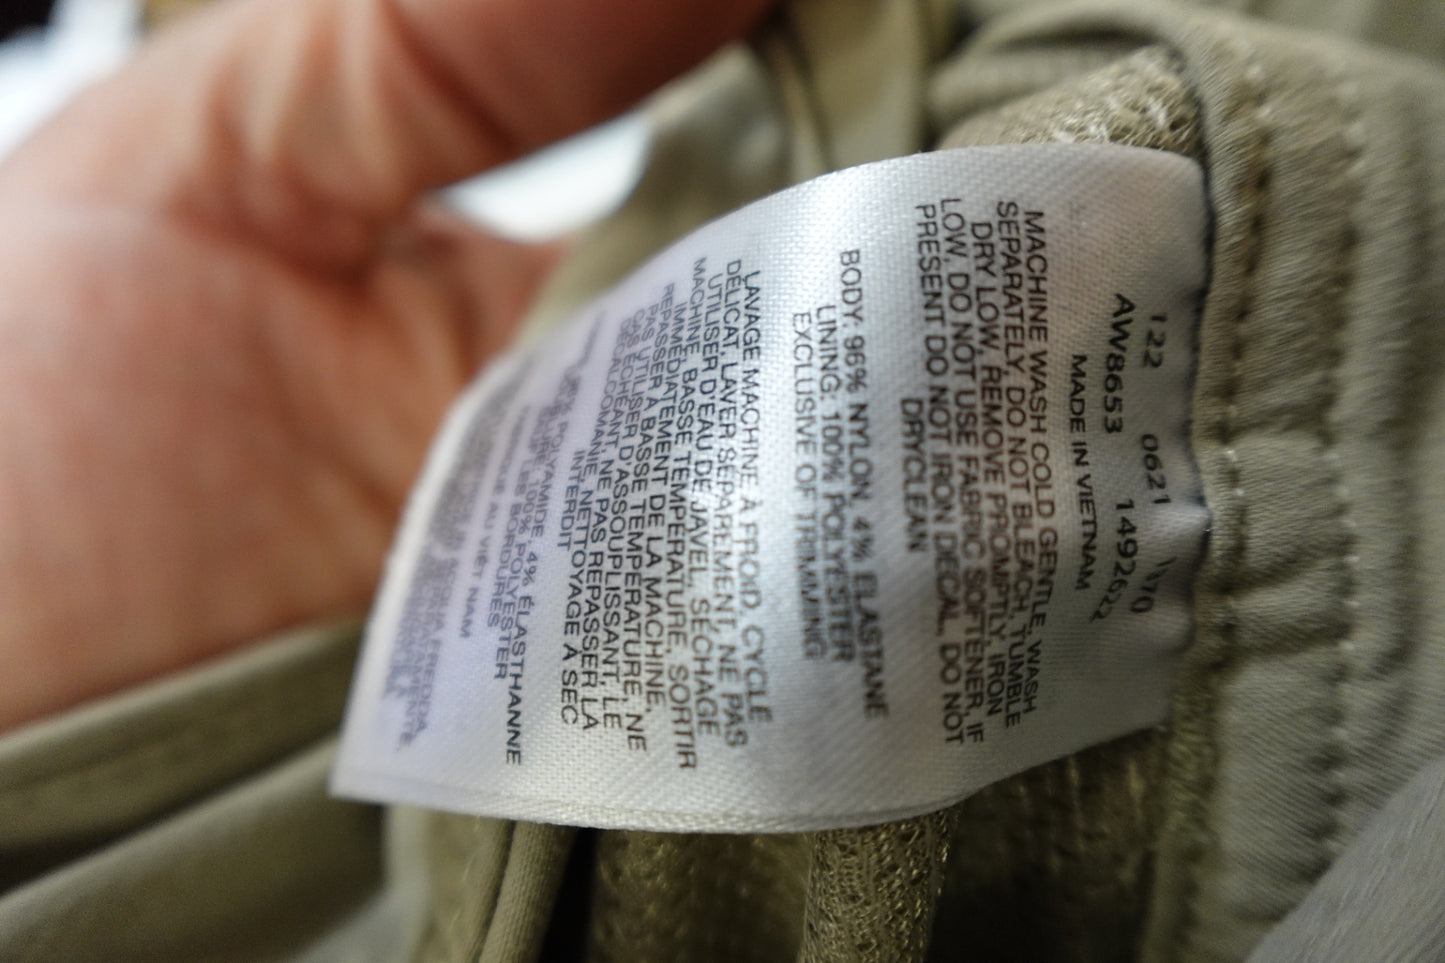 122 0621
AW8653
MADE IN VIETNAM
MACHINE WASH COLD GENTLE, WASH
SEPARATELY, DO NOT BLEACH, TUMBLE
DRY LOW, REMOVE PROMPTLY, IRON
LOW, DO NOT USE FABRIC SOFTENER, IF
PRESENT DO NOT IRON DECAL, DO NOT
DRYCLEAN
BODY: 96% NYLON, 4% ELASTANE
LINING: 100% POLYESTER
EXCLUSIVE OF TRIMMING
LAVAGE MACHINE À FROID, CYCLE
DÉLICAT, LAVER SÉPARÉMENT, NE PAS
UTILISER D'EAU DE JAVEL, SÉCHAGE
MACHINE, BASSE TEMPÉRATURE, SORTIR
IMMÉDIATEMENT DE LA MACHINE,
REPASSER À BASSE TEMPÉRATURE, NE
PAS UTILISER D'ASSOUPLISSANT, LE
CAS ÉCHÉANT, NE PAS REPASSER LA
DÉCALCOMANIE, NETTOYAGE À SEC
INTERDIT
POLYAMIDE, 4% ÉLASTHANNE
100% POLYESTER
LES BORDURES
AU VIÊT NAM